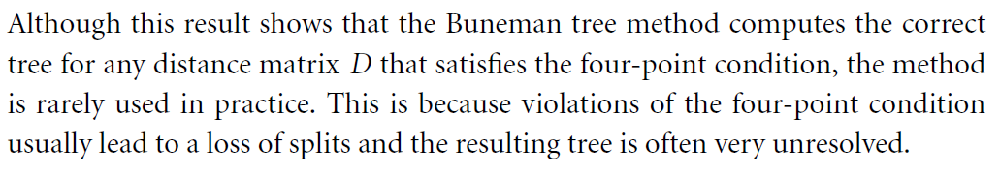 Although this result shows that the Buneman tree method computes the correct
tree for any distance matrix D that satisfies the four-point condition, the method
is rarely used in practice. This is because violations of the four-point condition
usually lead to a loss of splits and the resulting tree is often very unresolved.